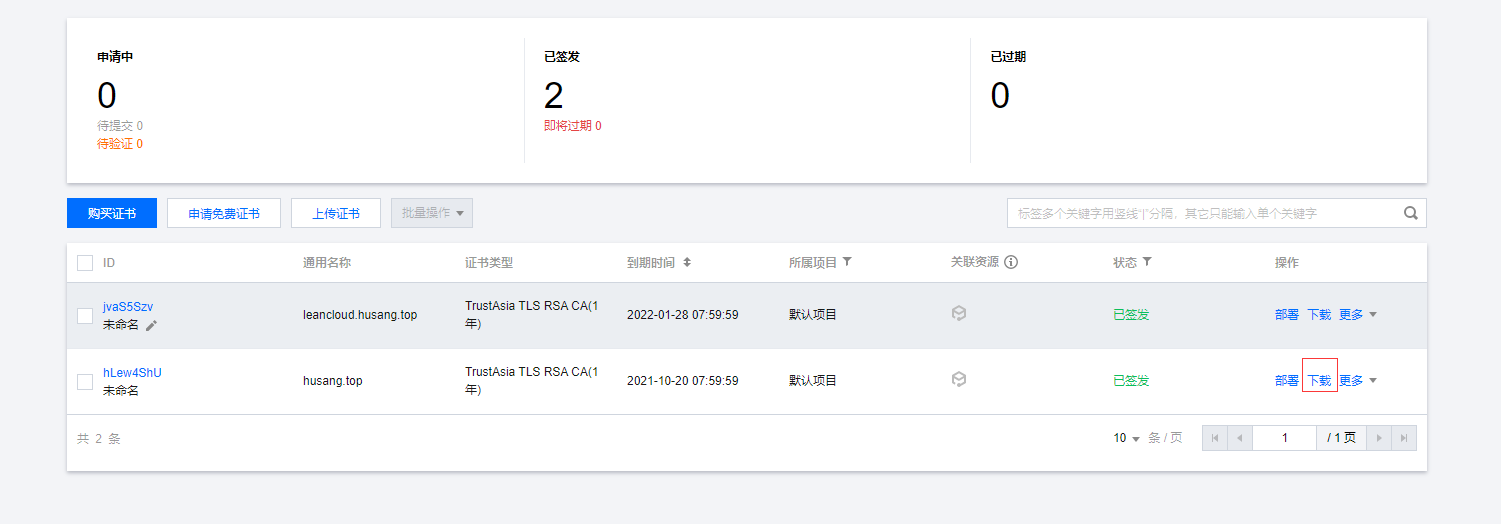 申请中
0
待提交 0
待验证 0
已签发
2
即将过期 0
已过期
0
购买证书 申请免费证书 上传证书 批量操作 标签多个关键字用竖线"|"分隔，其它只能输入单个关键字
ID 通用名称 证书类型 到期时间 所属项目 关联资源 状态 操作
jvaS5Szv
未命名
leancloud.husang.top
TrustAsia TLS RSA CA(1
年)
2022-01-28 07:59:59 默认项目 已签发 部署 下载 更多
hLew4ShU
未命名
husang.top
TrustAsia TLS RSA CA(1
年)
2021-10-20 07:59:59 默认项目 已签发 部署 下载 更多
共 2 条 10 条 / 页 1 / 1 页